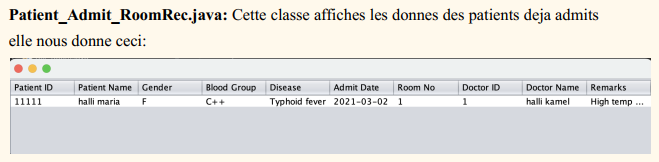 Patient_Admit_RoomRec.java: Cette classe affiches les donnes des patients deja admits
elle nous donne ceci:
Patient ID Patient Name Gender Blood Group Disease Admit Date Room No Doctor ID Doctor Name Remarks
11111 halli maria F C++ Typhoid fever 2021-03-02 1 1 halli kamel High temp ...